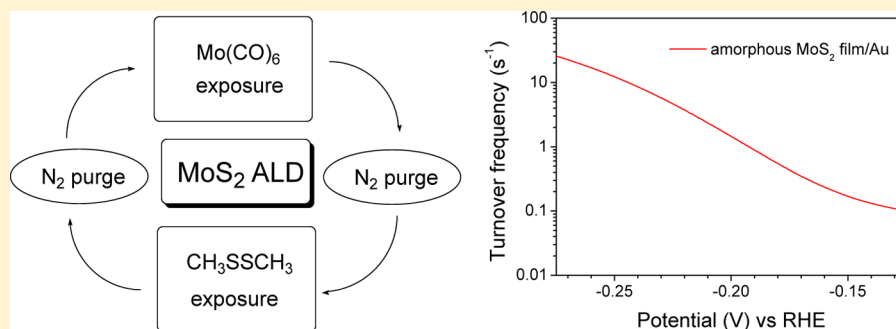 Mo(CO)₆
exposure
N₂ purge
MoS₂ ALD
N₂ purge
CH₃SSCH₃
exposure
Turnover frequency (s⁻¹)
100
10
1
0.1
0.01
amorphous MoS₂ film/Au
-0.25
-0.20
-0.15
Potential (V) vs RHE